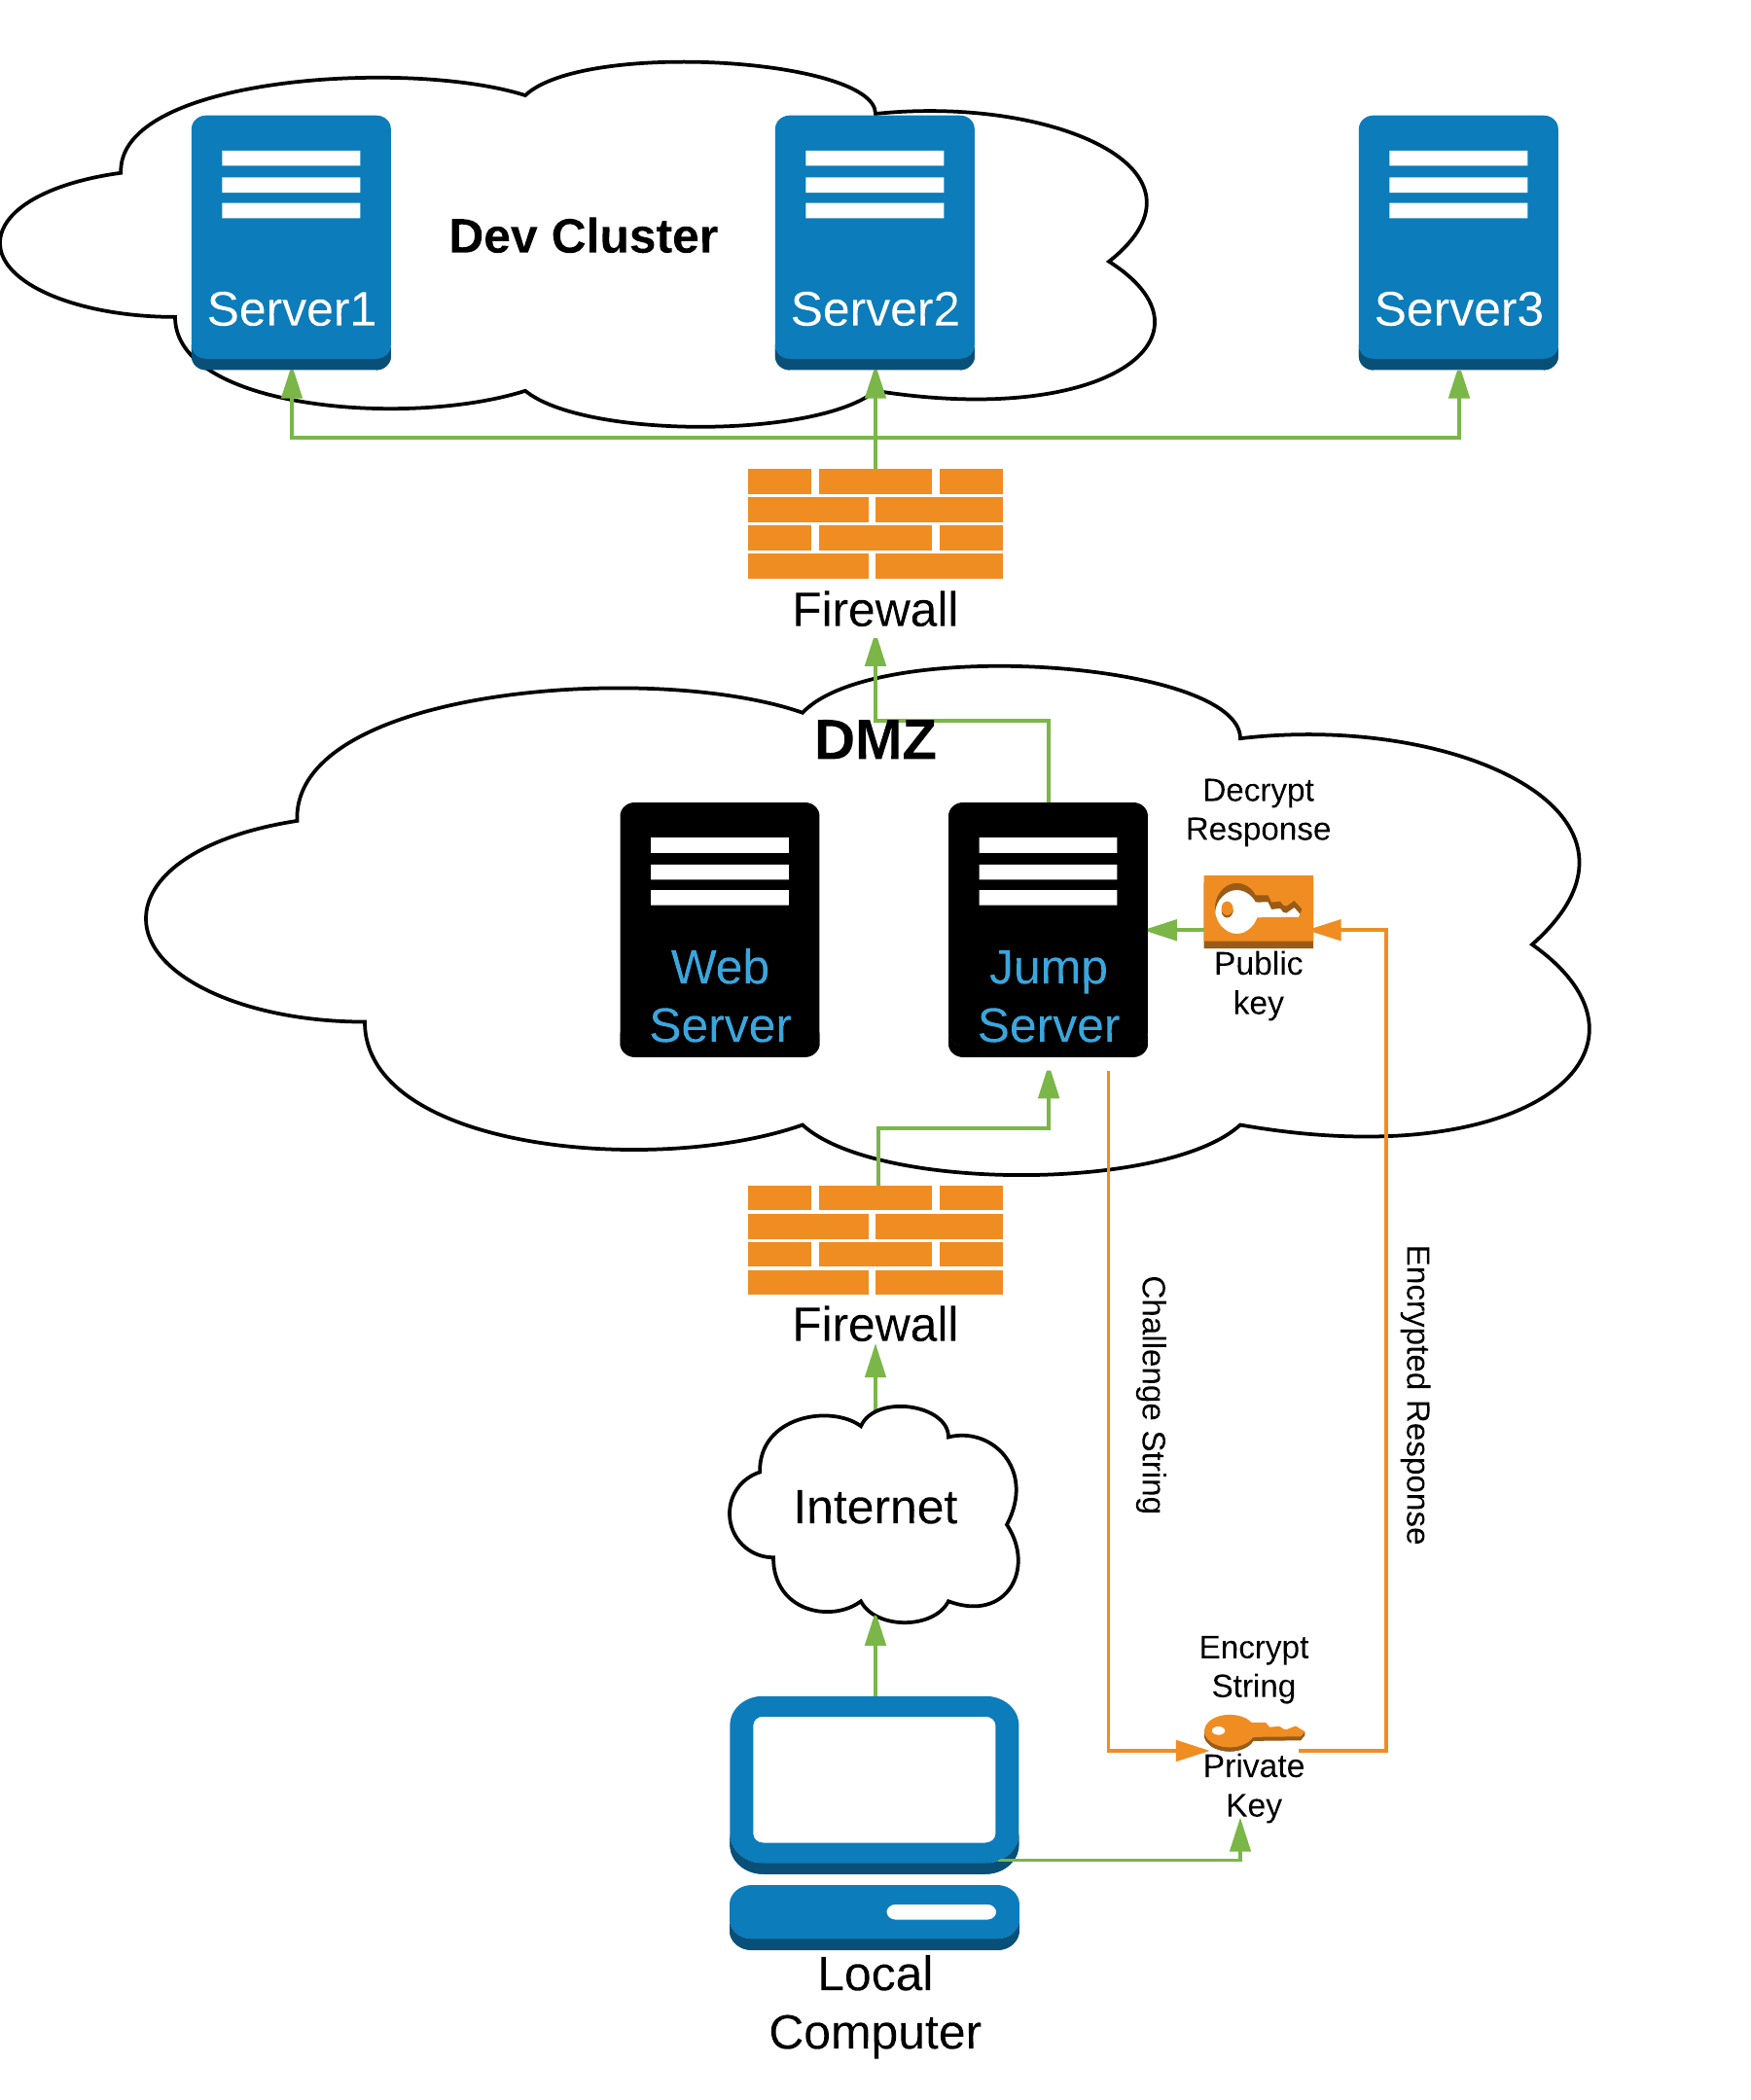 Dev Cluster
Server1
Server2
Server3
Firewall
DMZ
Decrypt
Response
Web
Server
Jump
Server
Public
key
Firewall
Challenge String
Encrypted Response
Internet
Encrypt
String
Private
Key
Local
Computer